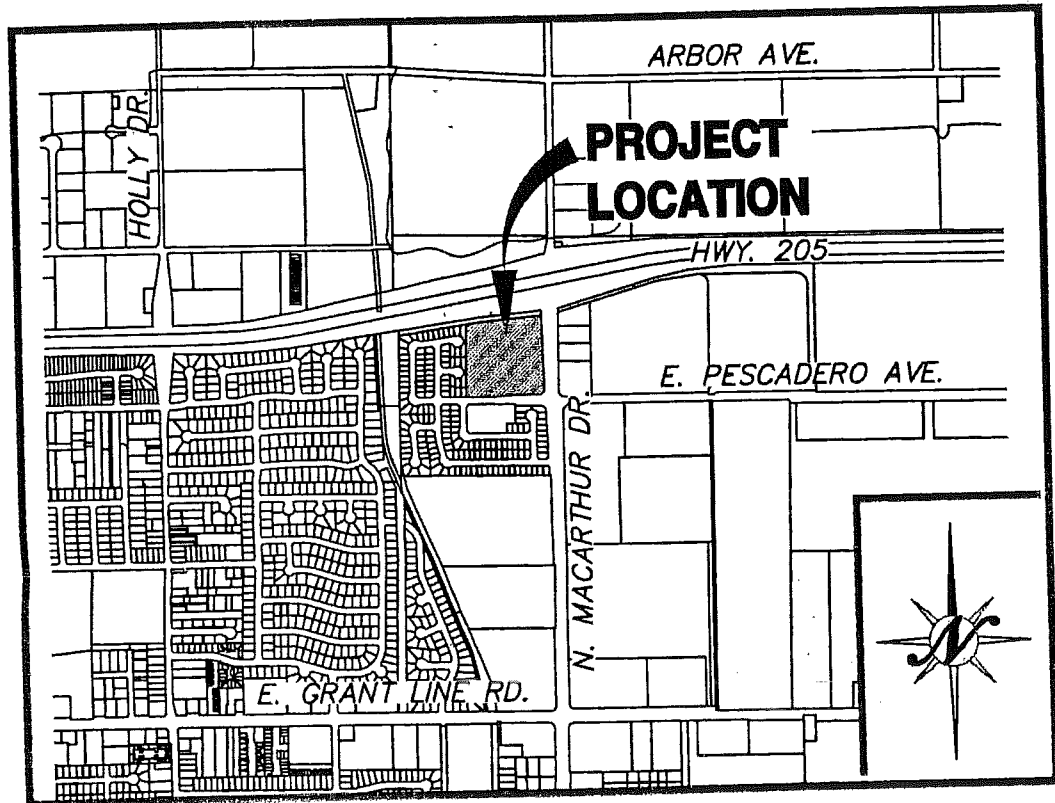 ARBOR AVE.
HOLLY DR.
PROJECT
LOCATION
HWY. 205
E. PESCADERO AVE.
N. MACARTHUR DR.
E. GRANT LINE RD.
N